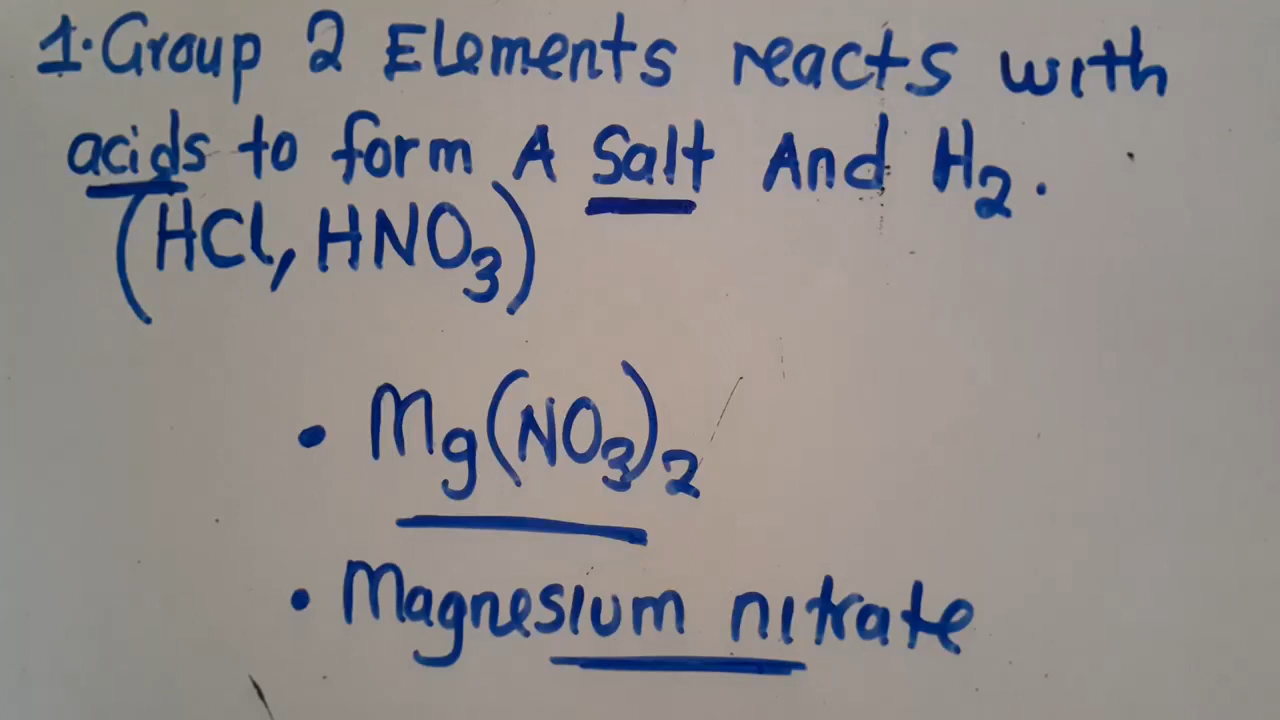 1. Group 2 Elements reacts with
acids to form A Salt And H₂.
(HCl, HNO₃)
• Mg(NO₃)₂
• Magnesium nitrate